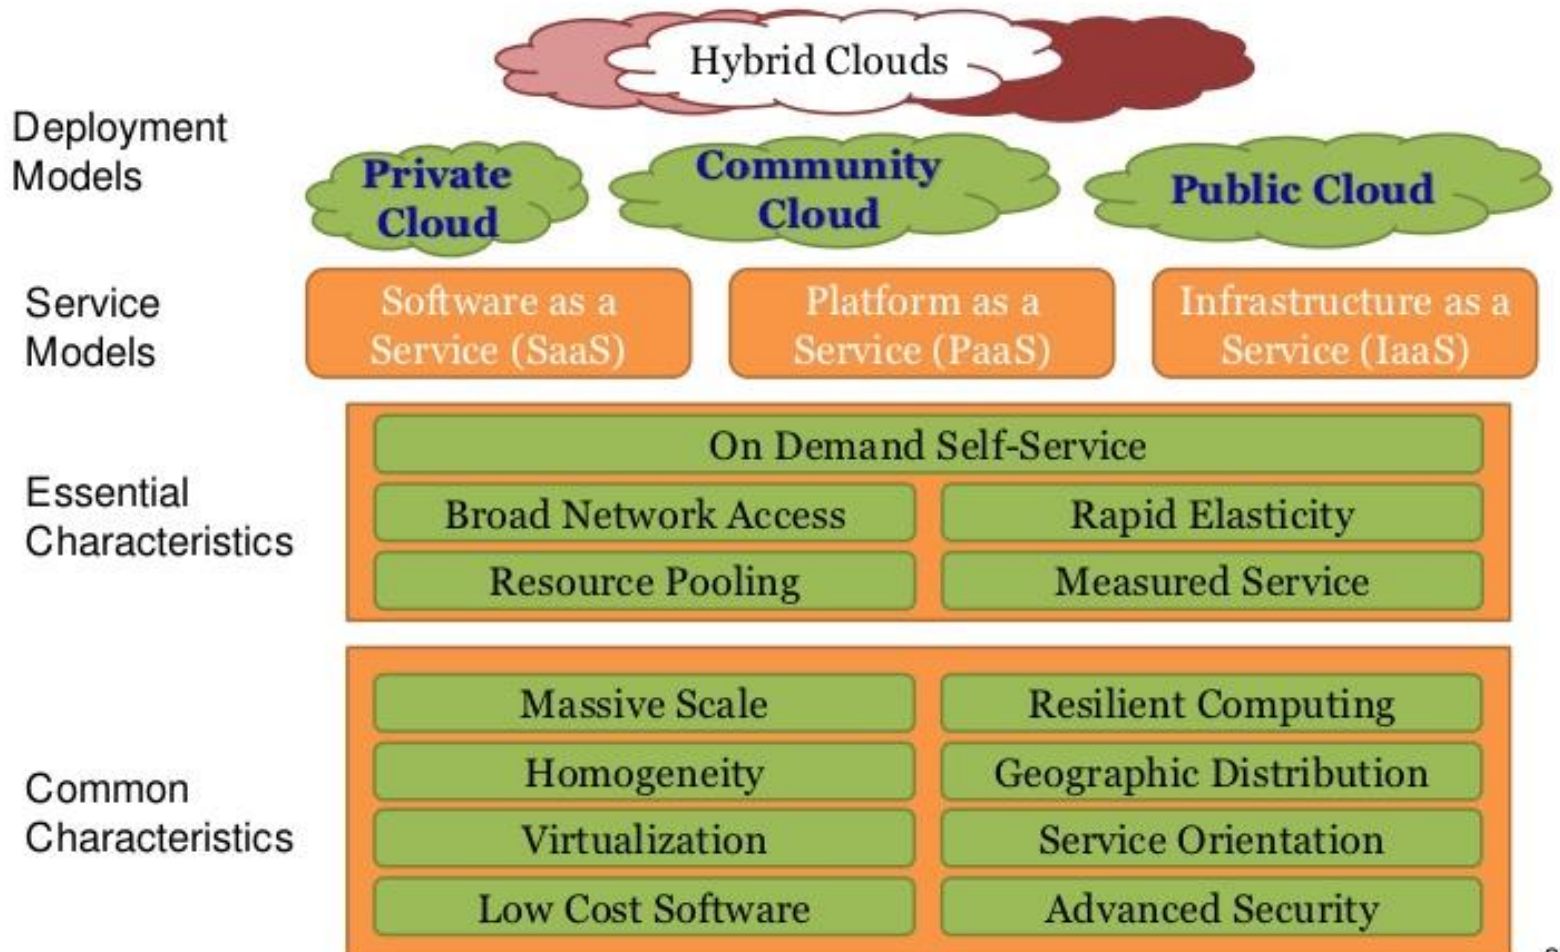 Hybrid Clouds
Deployment
Models
Private
Cloud
Community
Cloud
Public Cloud
Service
Models
Software as a
Service (SaaS)
Platform as a
Service (PaaS)
Infrastructure as a
Service (IaaS)
Essential
Characteristics
On Demand Self-Service
Broad Network Access
Rapid Elasticity
Resource Pooling
Measured Service
Common
Characteristics
Massive Scale
Resilient Computing
Homogeneity
Geographic Distribution
Virtualization
Service Orientation
Low Cost Software
Advanced Security